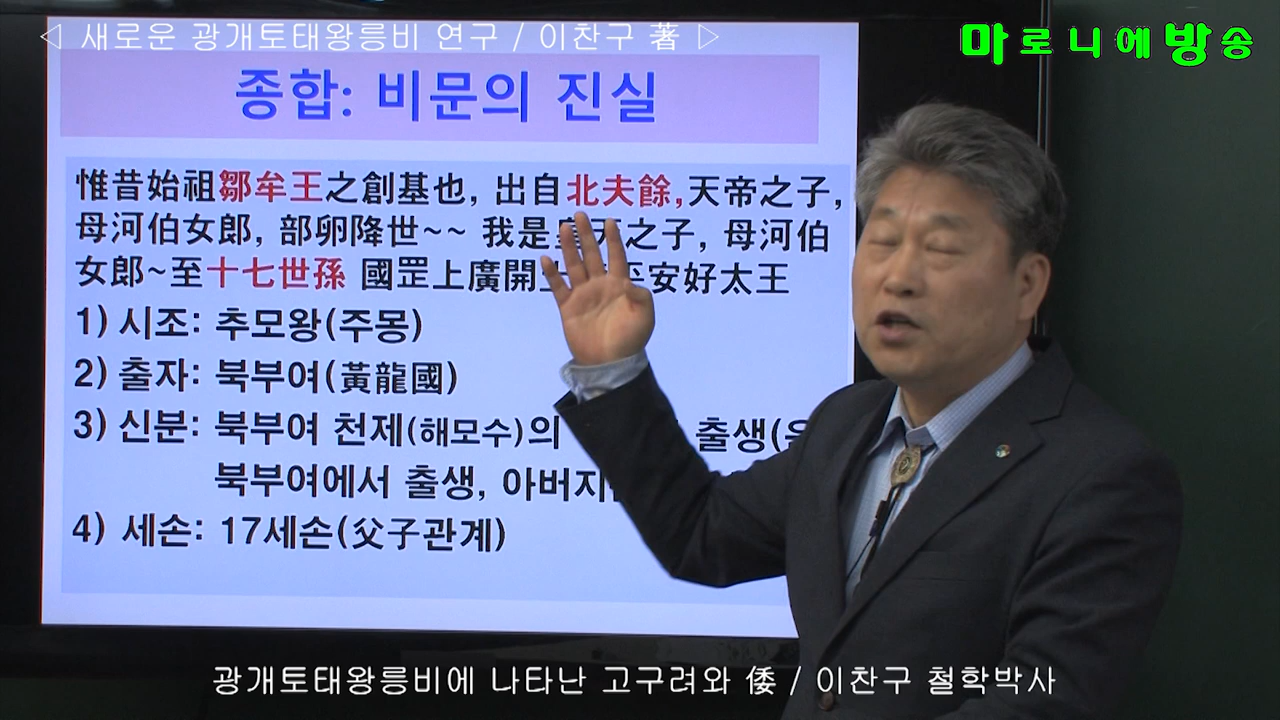 ◁ 새로운 광개토태왕릉비 연구 / 이찬구 著 ▷
마로니에방송
종합: 비문의 진실
惟昔始祖鄒牟王之創基也, 出自北夫餘,天帝之子,
母河伯女郎, 部卵降世~~ 我是皇天之子, 母河伯
女郎~至十七世孫 國罡上廣開土 平安好太王
1) 시조: 추모왕(주몽)
2) 출자: 북부여(黃龍國)
3) 신분: 북부여 천제(해모수)의 출생(
북부여에서 출생, 아버지
4) 세손: 17세손(父子관계)
광개토태왕릉비에 나타난 고구려와 倭 / 이찬구 철학박사